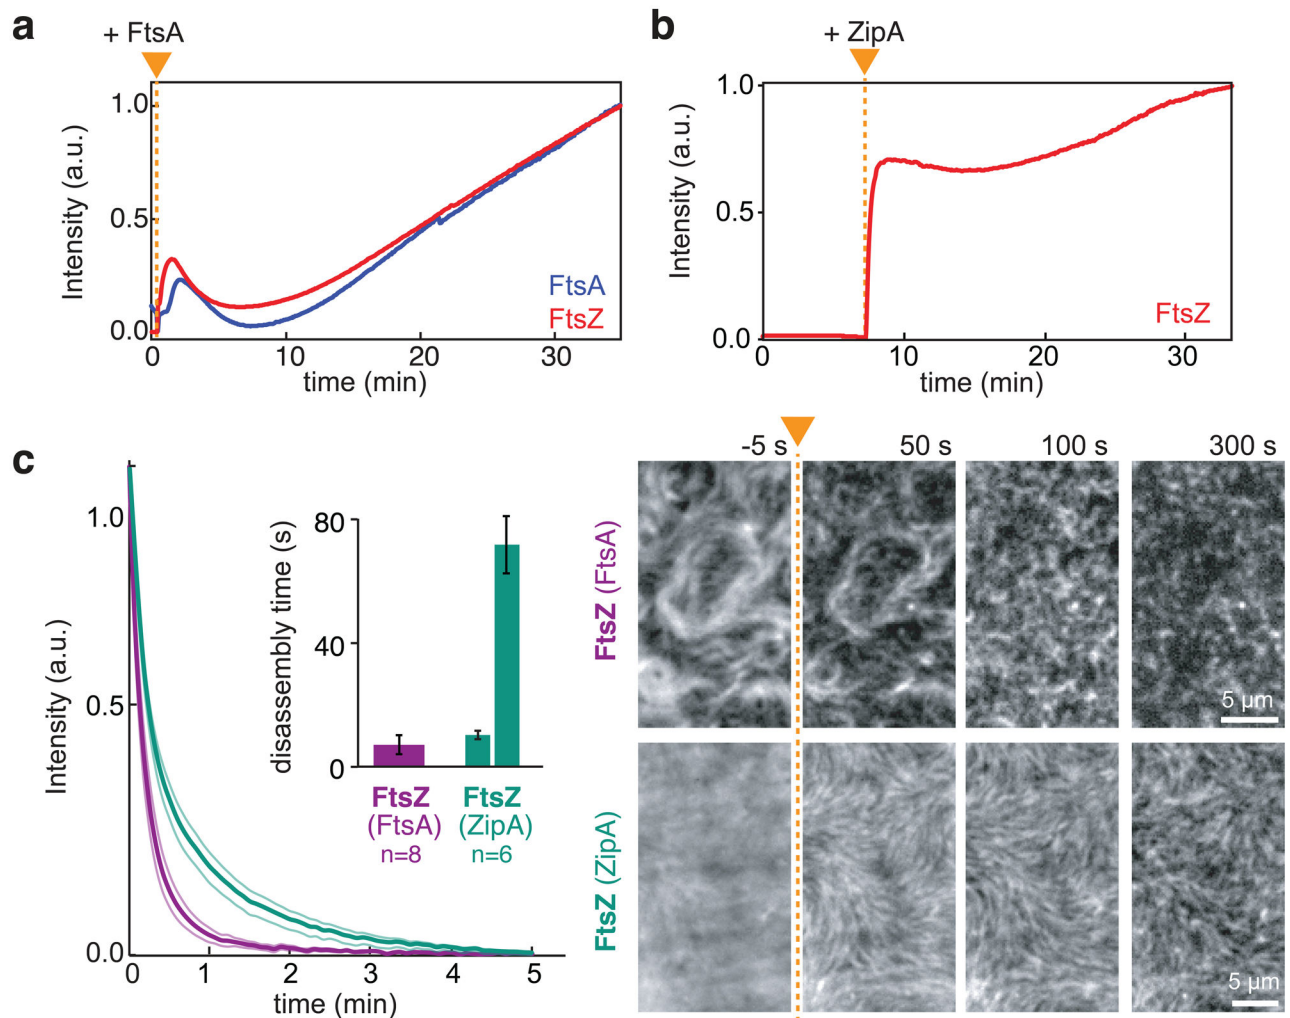 a
+ FtsA
1.0
0.5
0.0
0
10
20
30
Intensity (a.u.)
time (min)
FtsA
FtsZ
b
+ ZipA
1.0
0.5
0.0
0
10
20
30
Intensity (a.u.)
time (min)
FtsZ
c
1.0
0.5
0.0
0
1
2
3
4
5
Intensity (a.u.)
time (min)
80
40
0
disassembly time (s)
FtsZ
(FtsA)
n=8
FtsZ
(ZipA)
n=6
-5 s
50 s
100 s
300 s
FtsZ (FtsA)
5 µm
FtsZ (ZipA)
5 µm